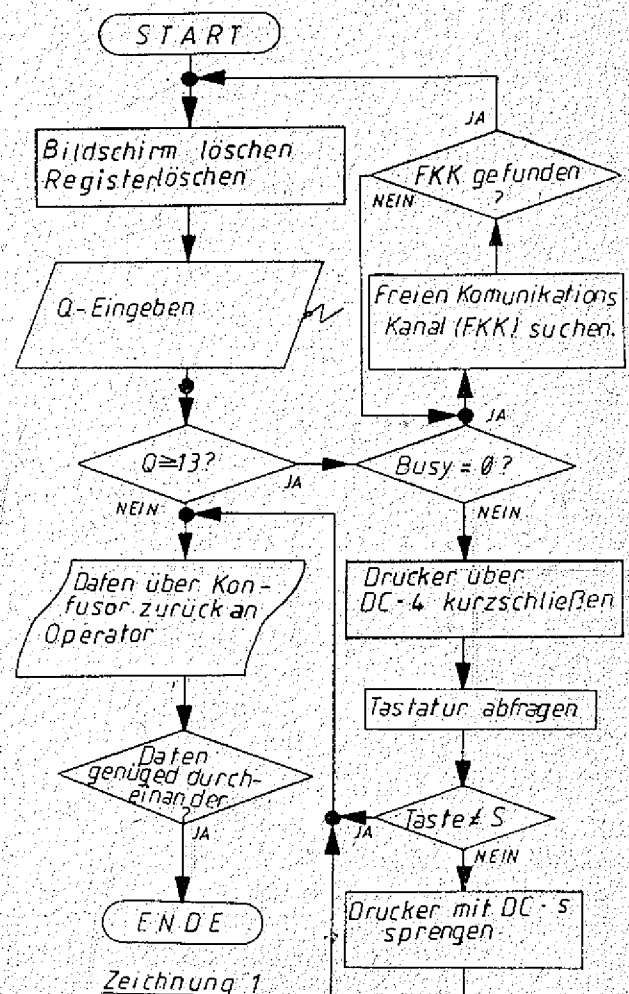 START
Bildschirm löschen
Registerlöschen
Q-Eingeben
Q≥13?
JA
NEIN
Daten über Kon-
fusor zurück an
Operator
Daten
genüged durch-
einander
?
JA
ENDE
Zeichnung 1
JA
FKK gefunden
?
NEIN
Freien Komunikations
Kanal (FKK) suchen.
JA
Busy = 0?
NEIN
Drucker über
DC-4 kurzschließen
Tastatur abfragen
Taste ≠ S
JA
NEIN
Drucker mit DC-s
sprengen